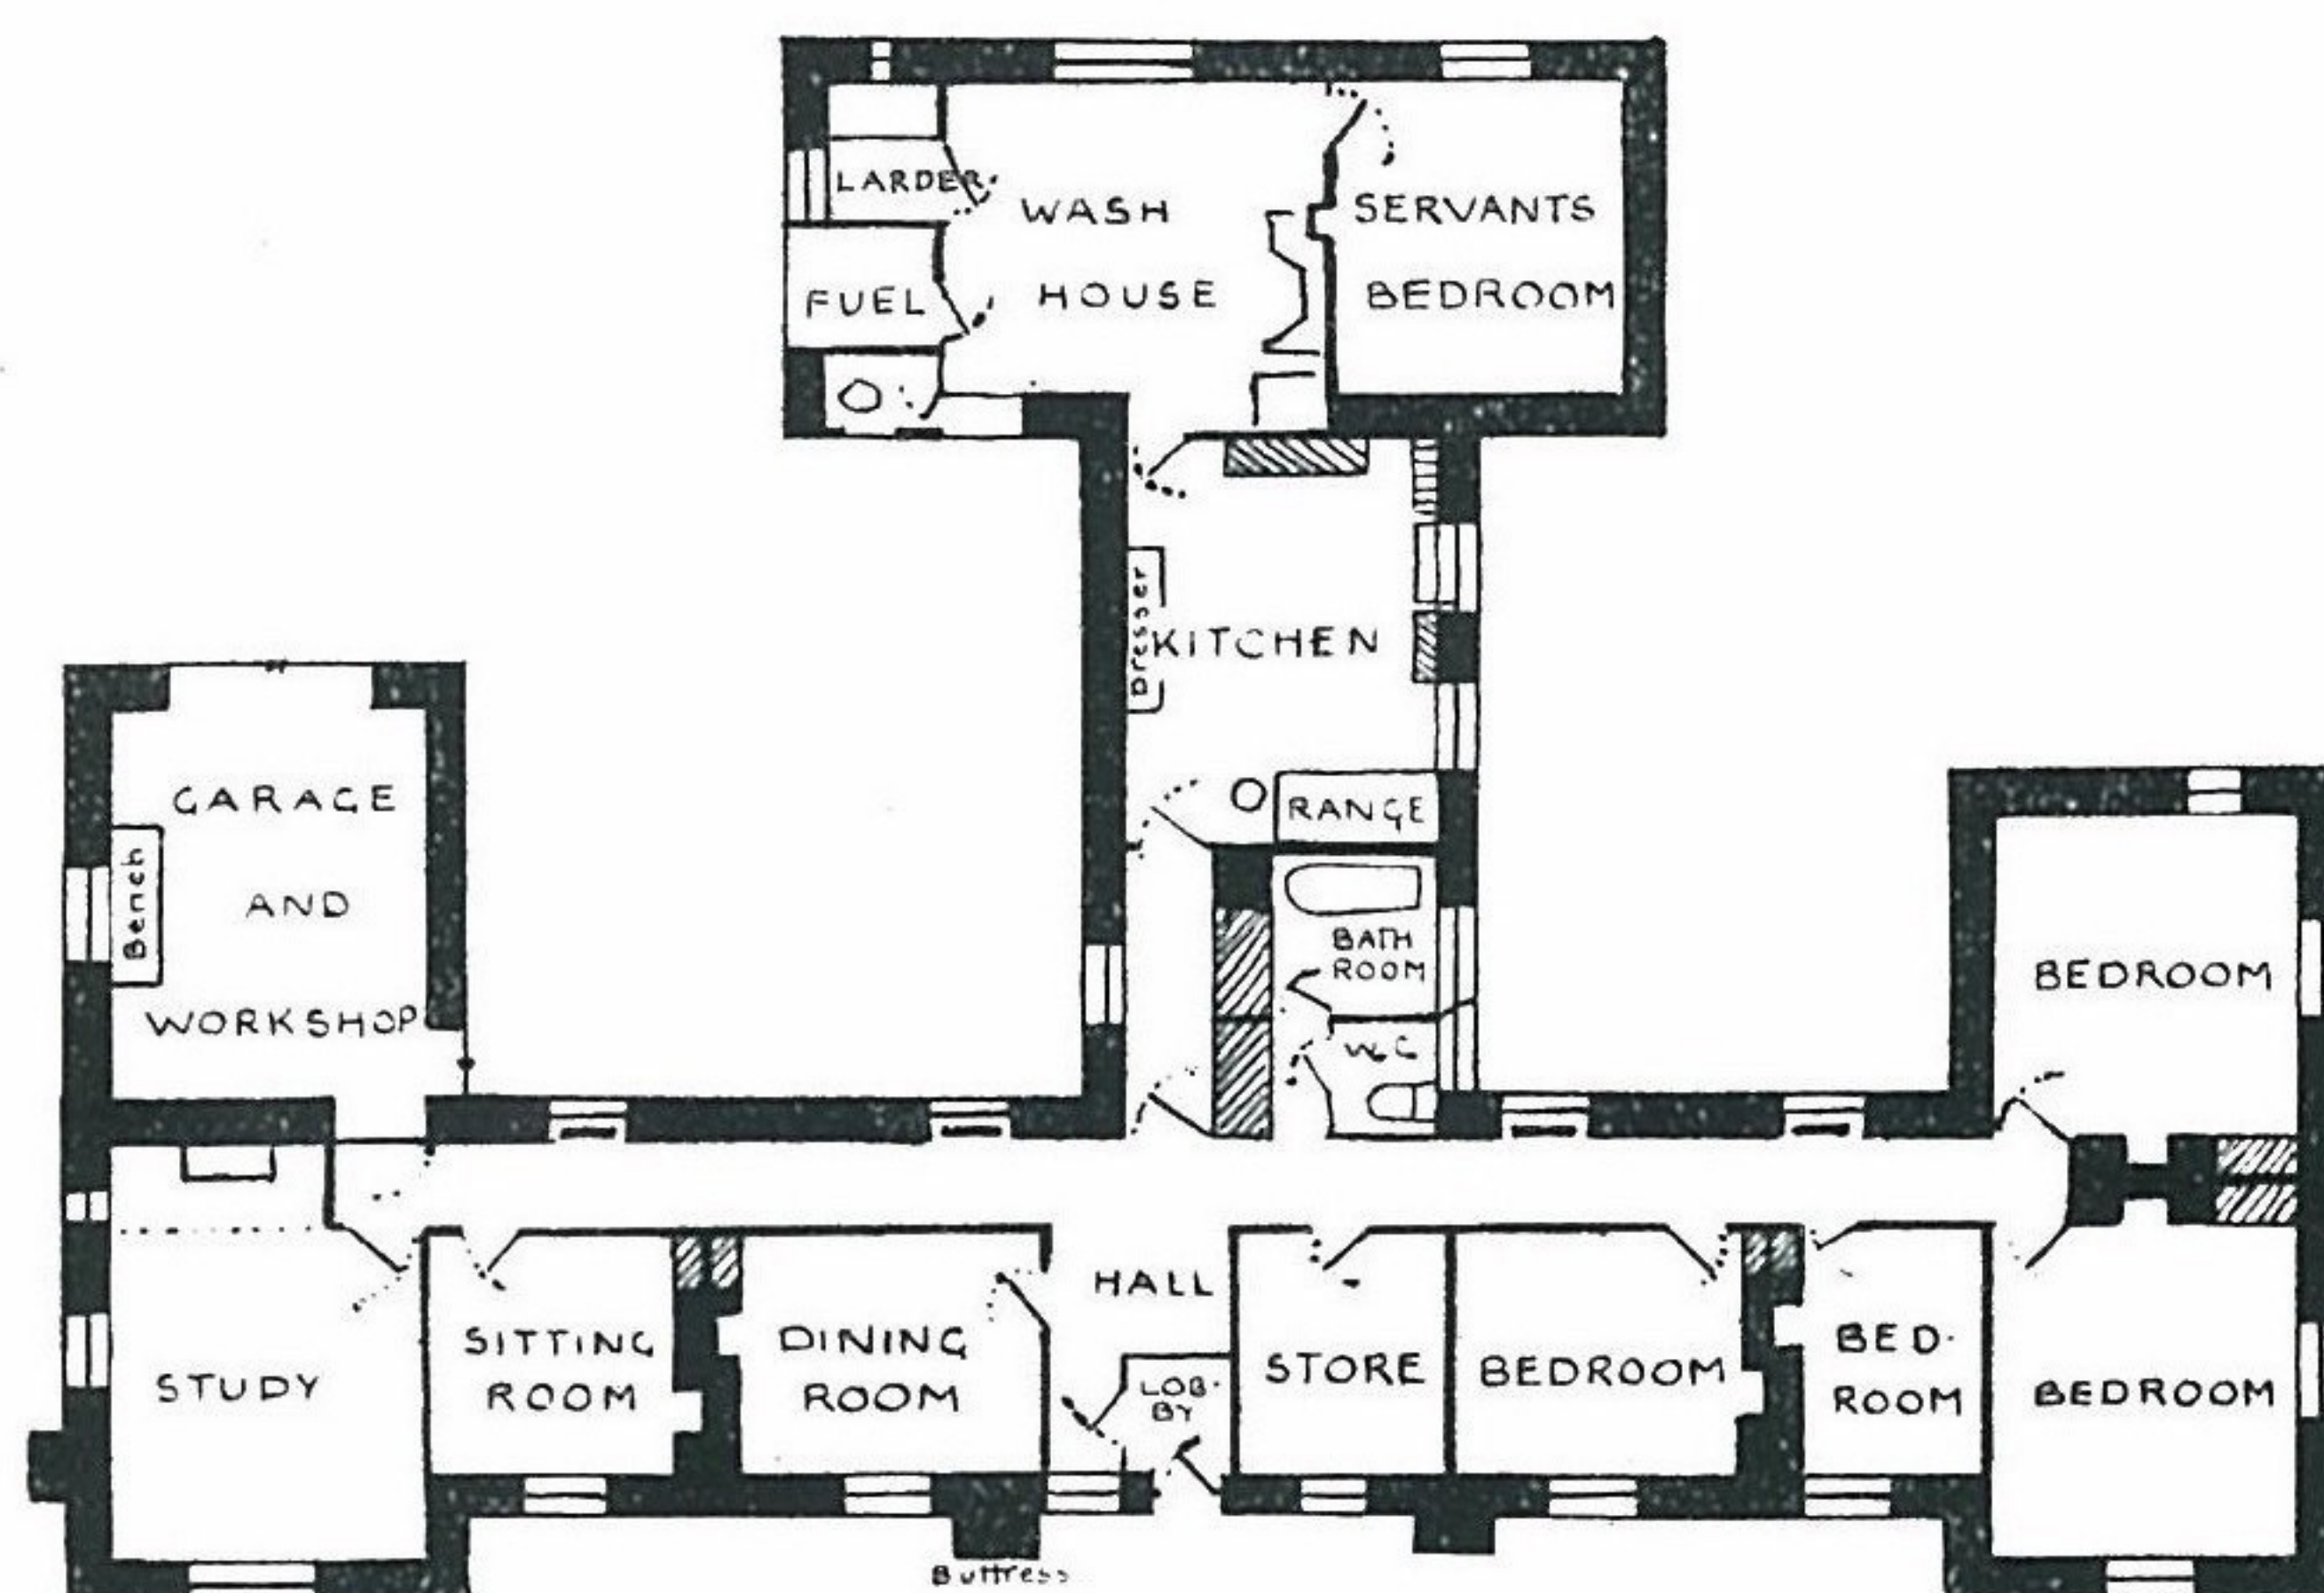 LARDER
WASH
HOUSE
SERVANTS
BEDROOM
FUEL
Dresser
KITCHEN
RANGE
GARAGE
AND
WORKSHOP
Bench
BATH
ROOM
W.C
BEDROOM
STUDY
SITTING
ROOM
DINING
ROOM
HALL
LOB-
BY
STORE
BEDROOM
BED-
ROOM
BEDROOM
Buttress